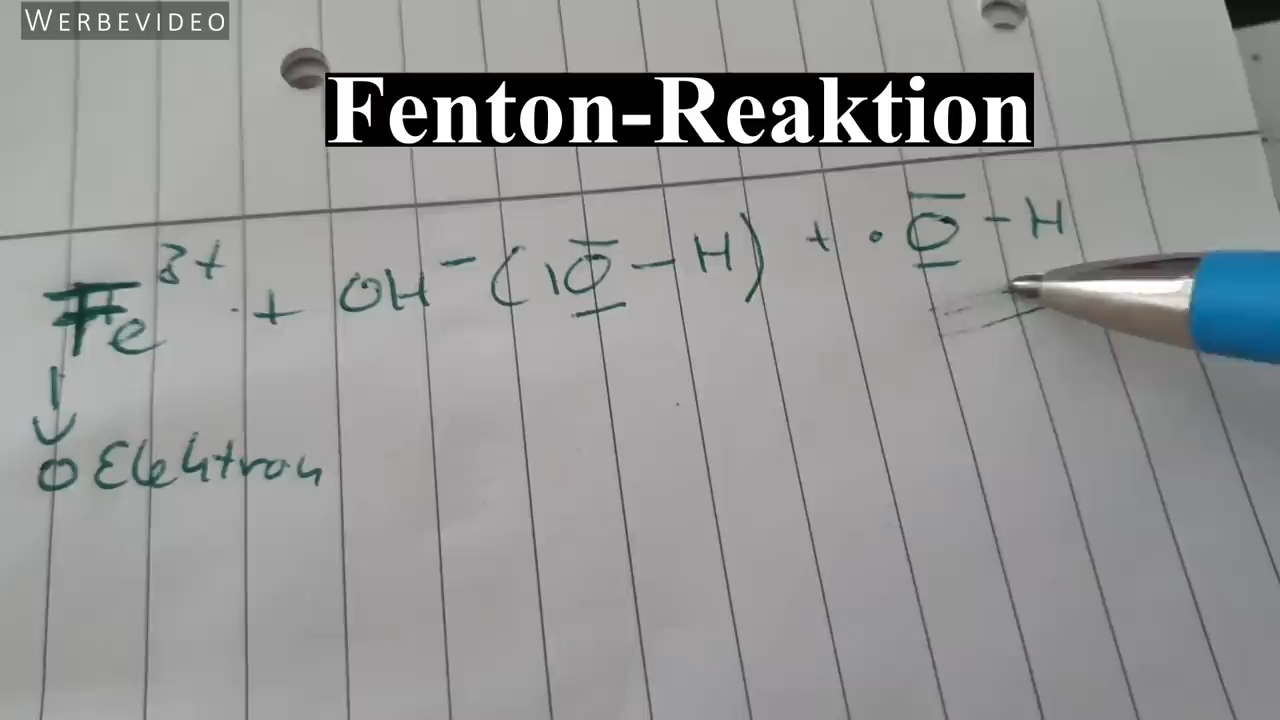 WERBEVIDEO
Fenton-Reaktion
Fe³⁺ + OH⁻ (|O̲̅–H) + ·O̲̅–H
↓
O Elektron